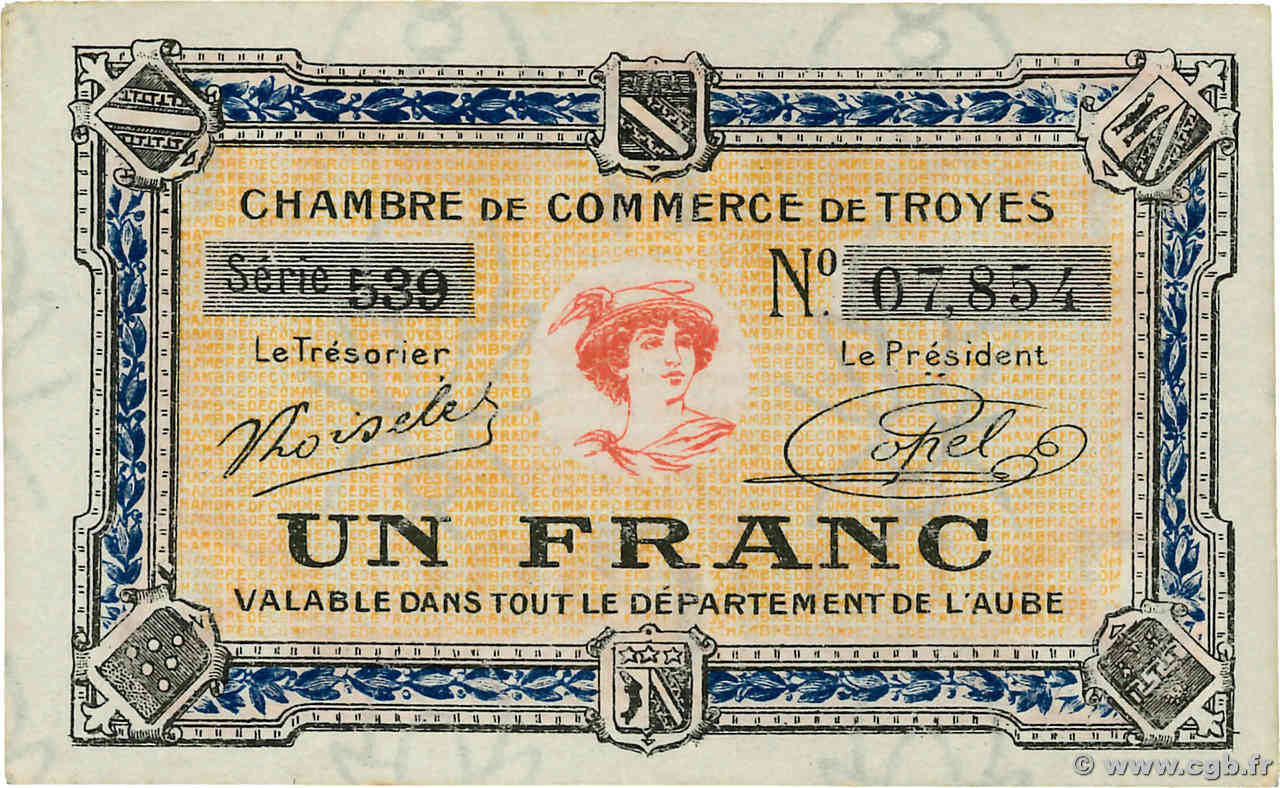 CHAMBRE DE COMMERCE DE TROYES
Série 539 No. 07,854
Le Trésorier Le Président
UN FRANC
VALABLE DANS TOUT LE DÉPARTEMENT DE L'AUBE
© www.cgb.fr